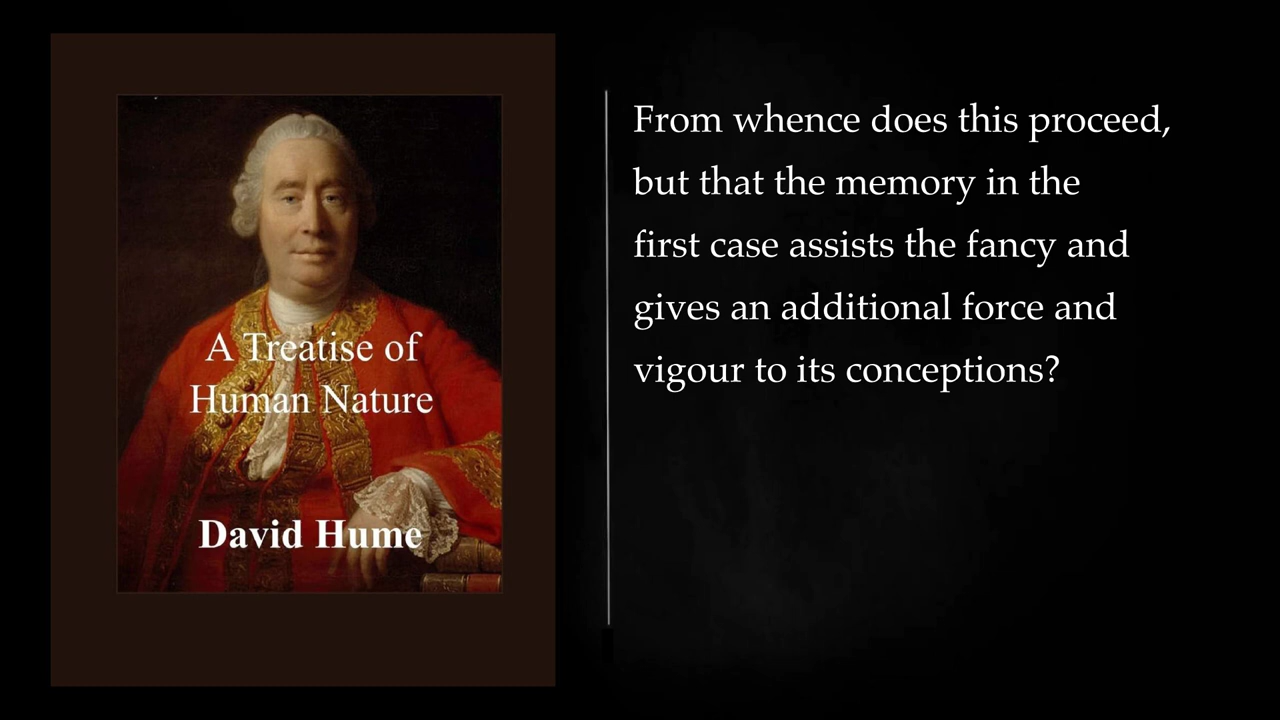 A Treatise of
Human Nature
David Hume
From whence does this proceed,
but that the memory in the
first case assists the fancy and
gives an additional force and
vigour to its conceptions?